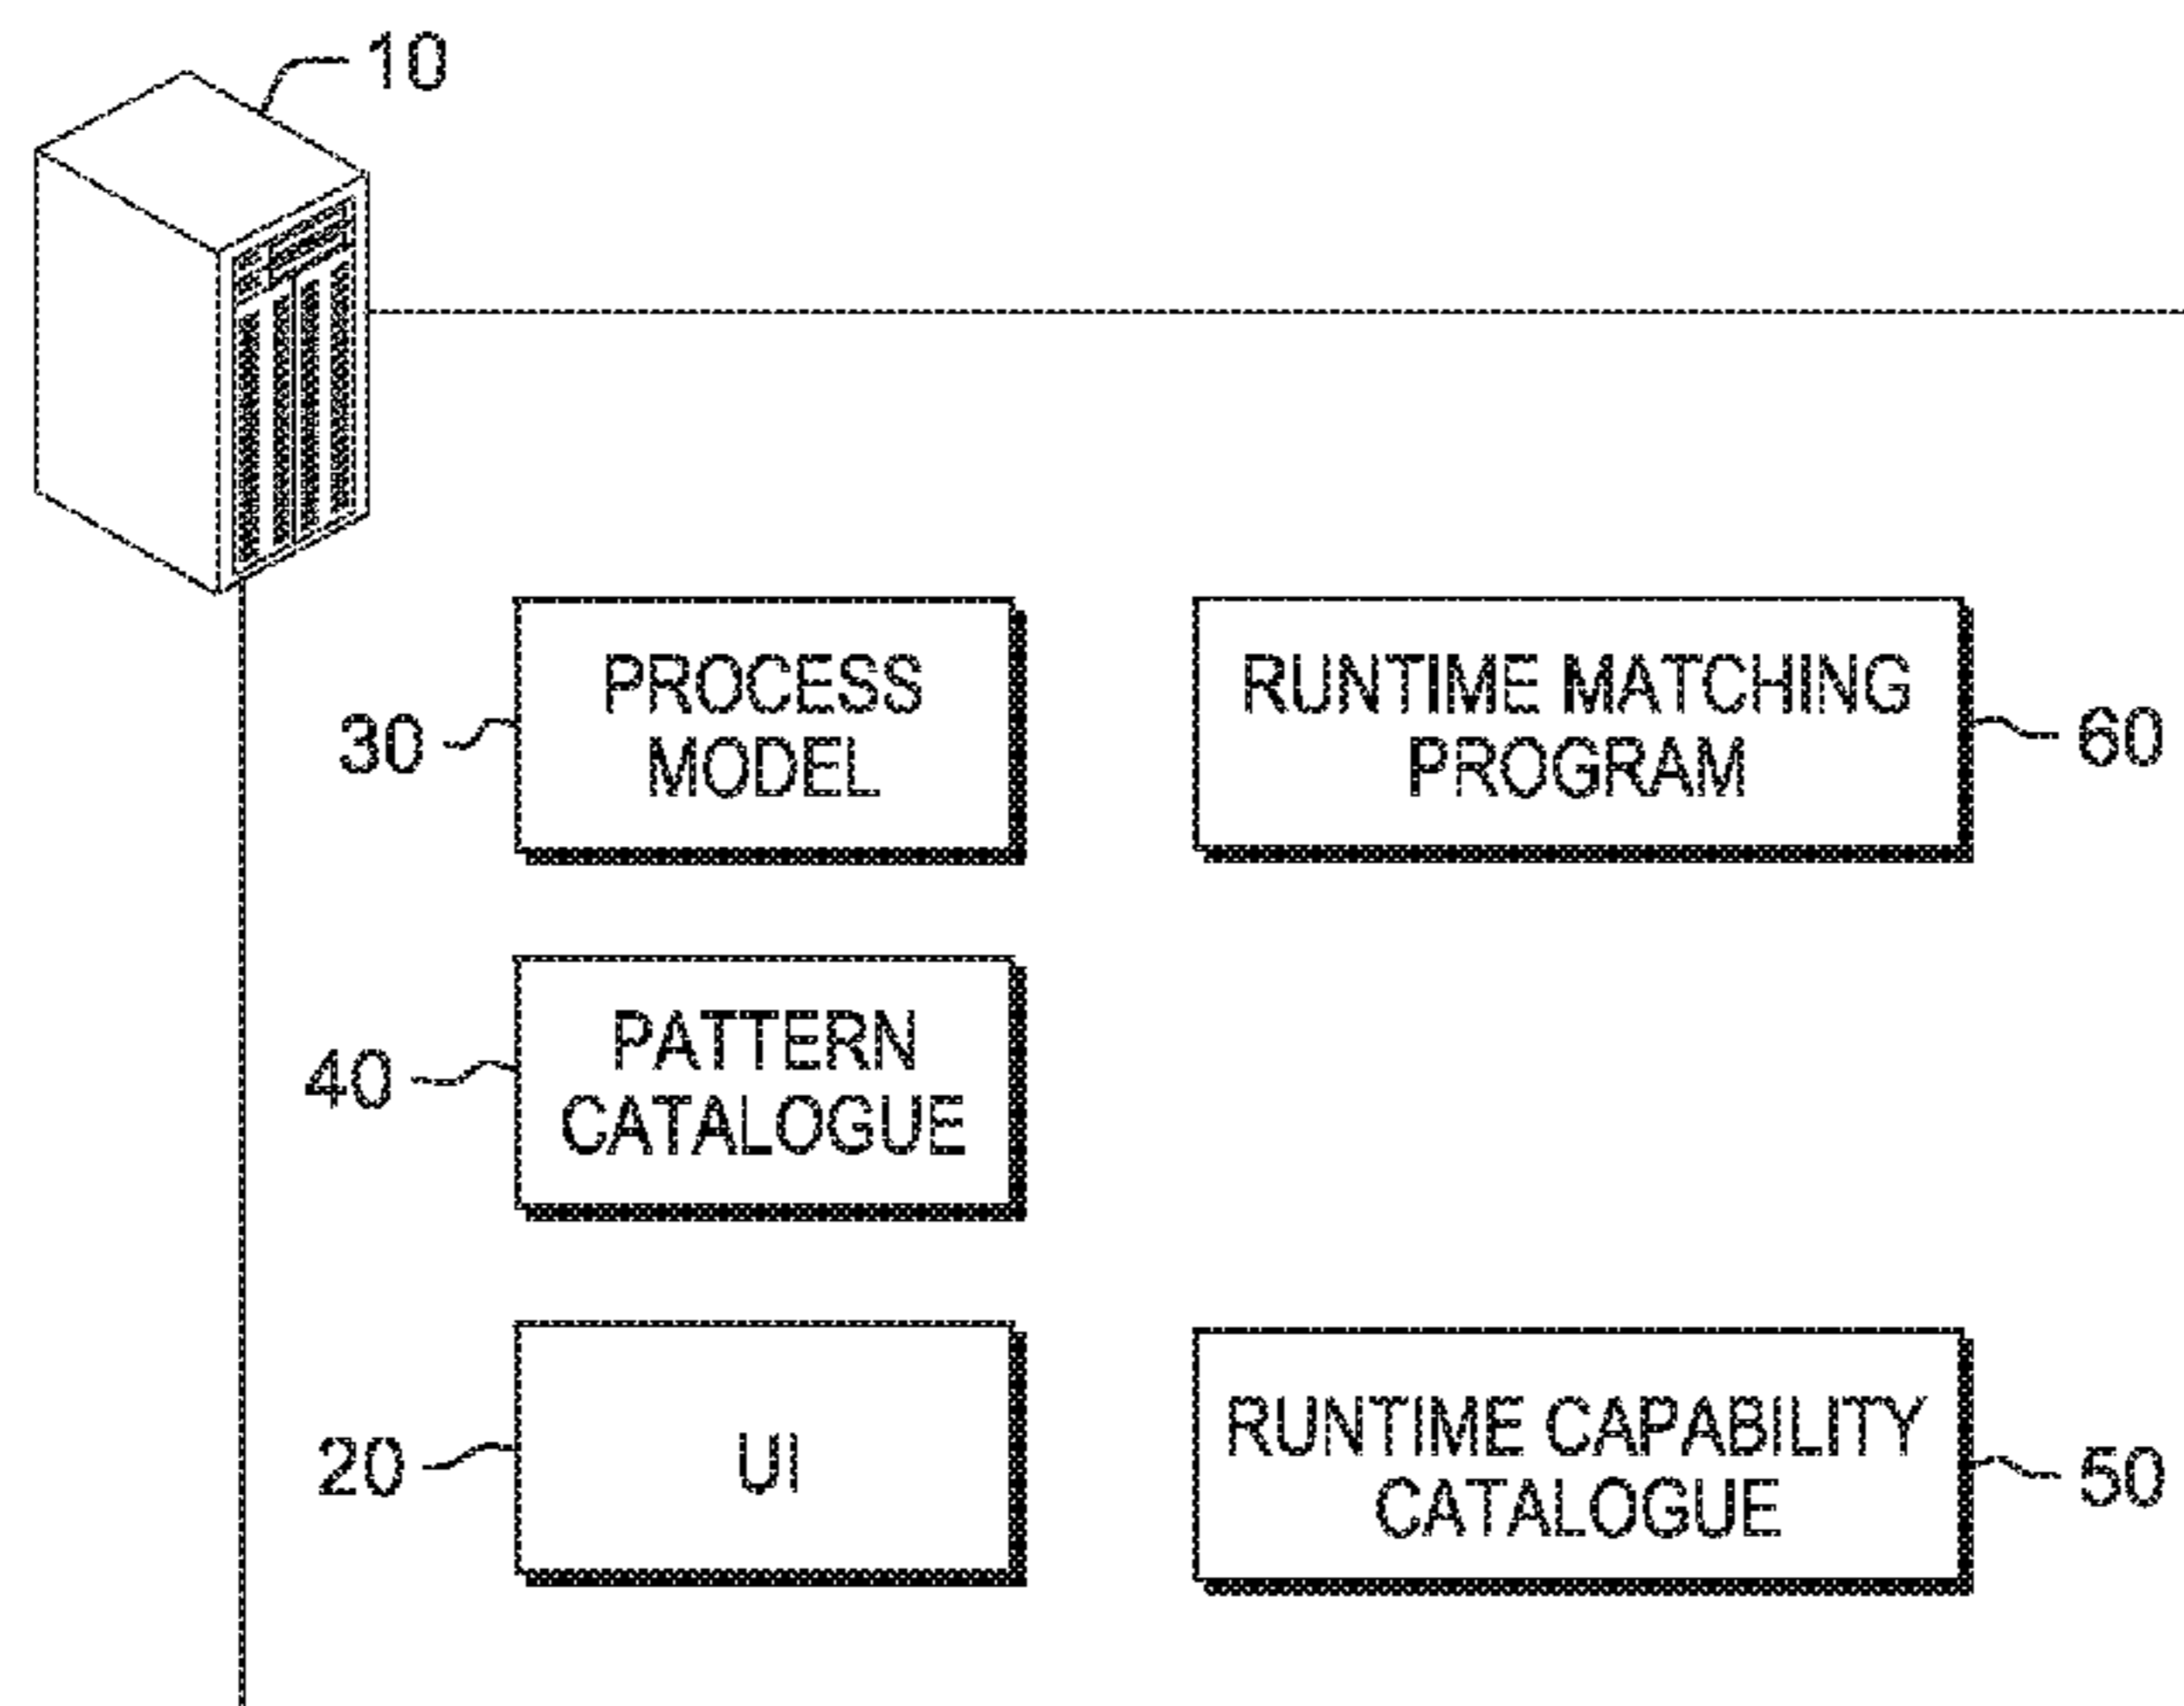 10
PROCESS
MODEL
30
RUNTIME MATCHING
PROGRAM
60
PATTERN
CATALOGUE
40
UI
20
RUNTIME CAPABILITY
CATALOGUE
50